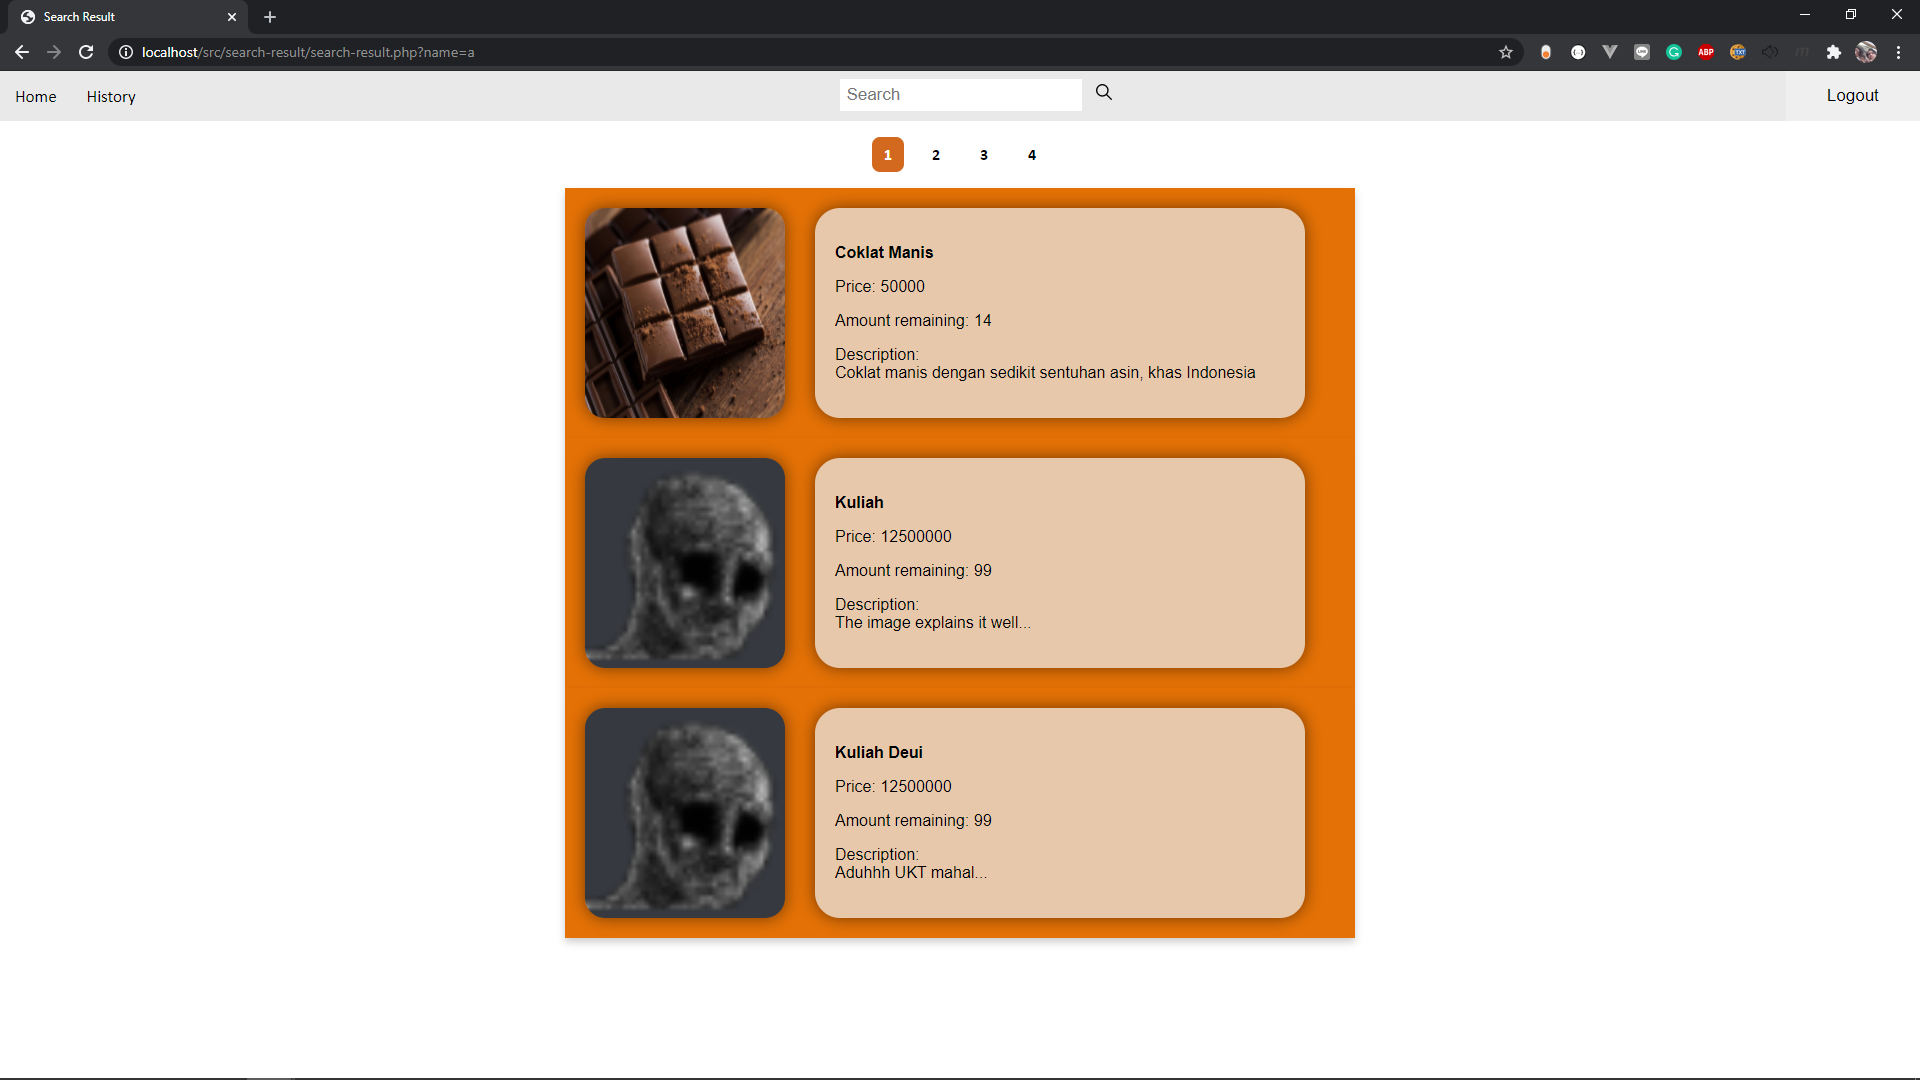 Search Result
localhost/src/search-result/search-result.php?name=a
ABP
Home
History
Search
Logout
1 2 3 4
Coklat Manis
Price: 50000
Amount remaining: 14
Description:
Coklat manis dengan sedikit sentuhan asin, khas Indonesia
Kuliah
Price: 12500000
Amount remaining: 99
Description:
The image explains it well...
Kuliah Deui
Price: 12500000
Amount remaining: 99
Description:
Aduhhh UKT mahal...